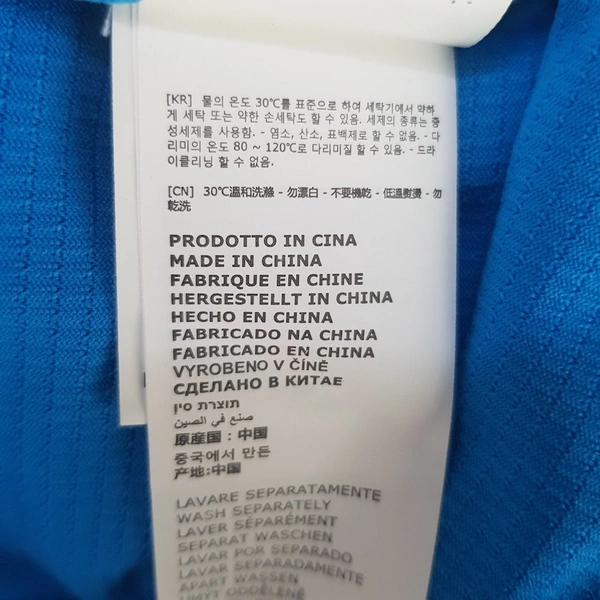 [KR] 물의 온도 30℃를 표준으로 하여 세탁기에서 약하
게 세탁 또는 약한 손세탁도 할 수 있음. 세제의 종류는 중
성세제를 사용함. - 염소, 산소, 표백제로 할 수 없음. - 다
리미의 온도 80 ~ 120℃로 다리미질 할 수 있음. - 드라
이클리닝 할 수 없음.
[CN] 30℃溫和洗滌 - 勿漂白 - 不要機乾 - 低溫熨燙 - 勿
乾洗
PRODOTTO IN CINA
MADE IN CHINA
FABRIQUE EN CHINE
HERGESTELLT IN CHINA
HECHO EN CHINA
FABRICADO NA CHINA
FABRICADO EN CHINA
VYROBENO V ČÍNĚ
СДЕЛАНО В КИТАЕ
תוצרת סין
صنع في الصين
原産国：中国
중국에서 만든
产地:中国
LAVARE SEPARATAMENTE
WASH SEPARATELY
LAVER SÉPARÉMENT
SEPARAT WASCHEN
LAVAR POR SEPARADO
LAVAR SEPARADAMENTE
APART WASSEN
UMYT ODDĚLENĚ